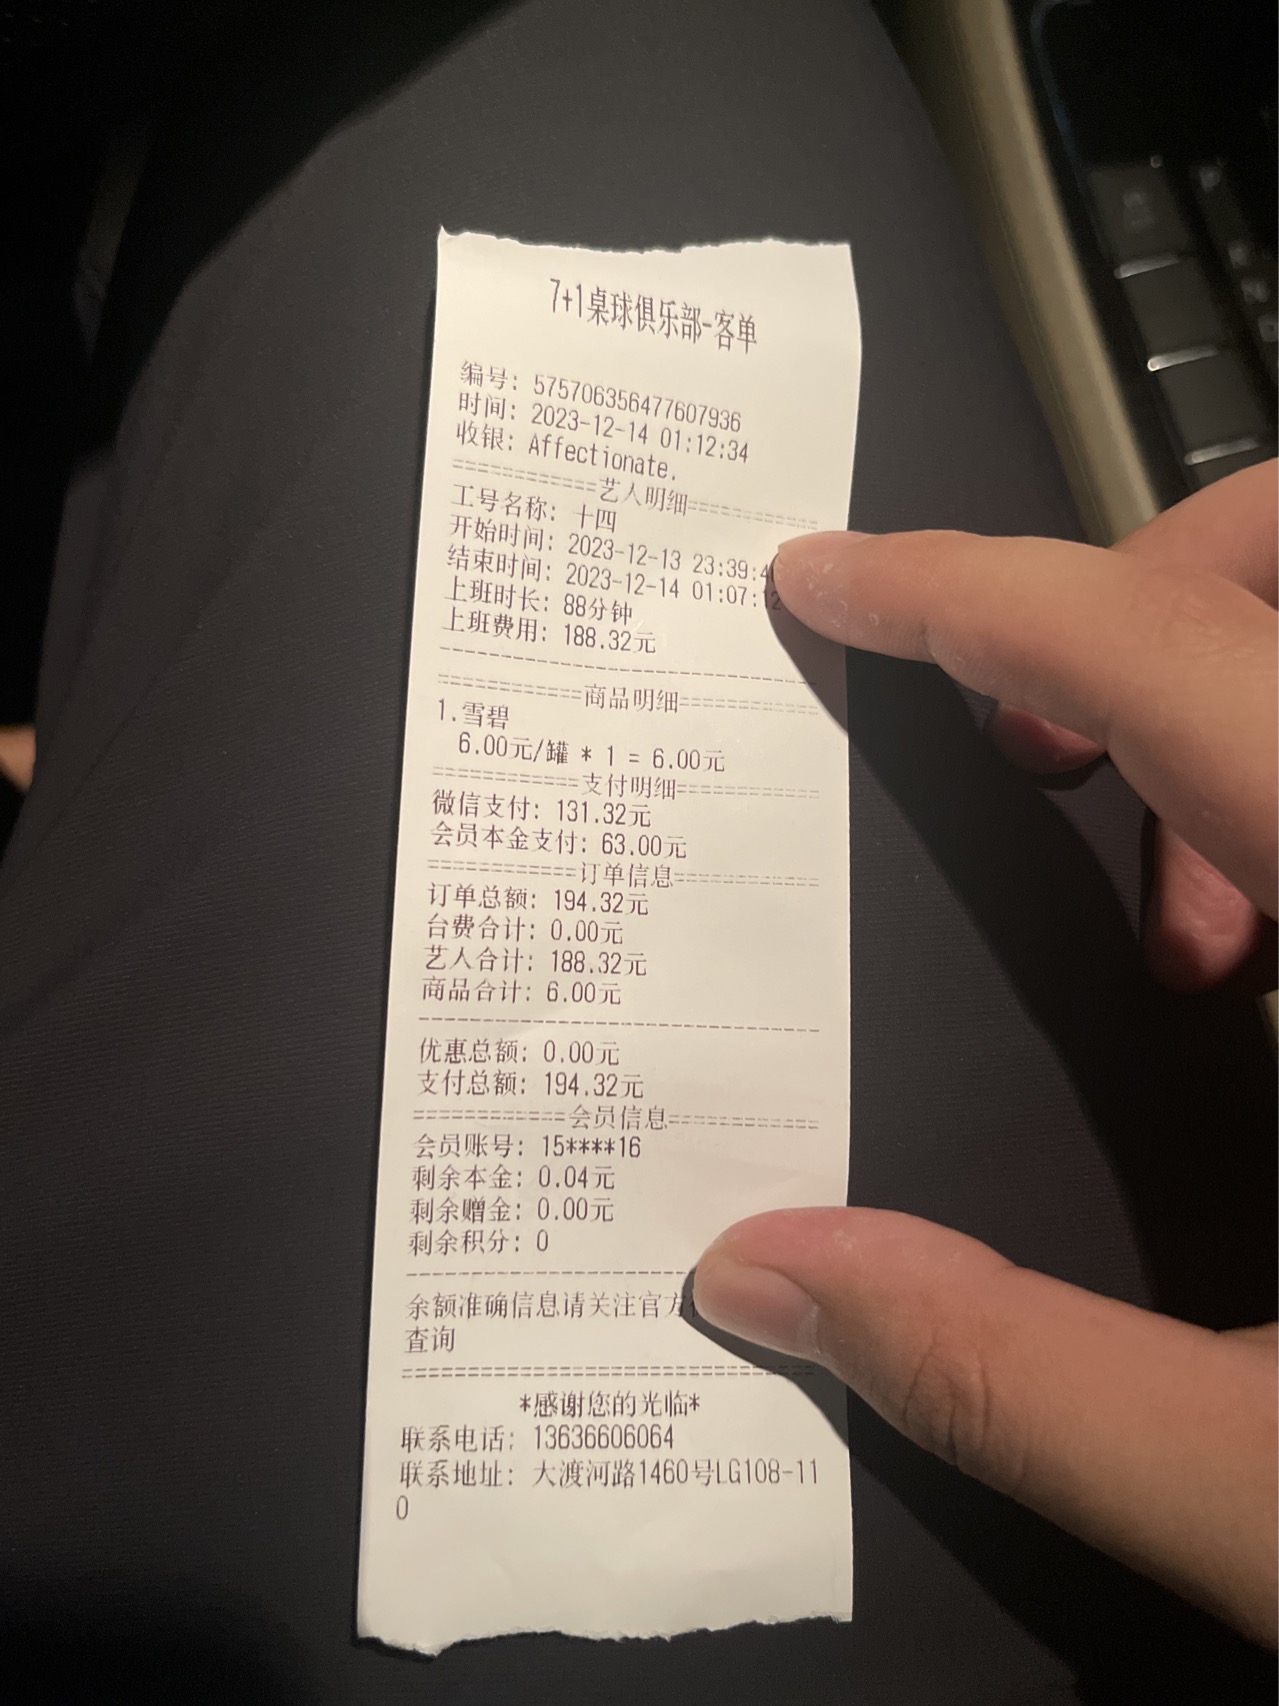 7+1桌球俱乐部-客单
编号: 575706356477607936
时间: 2023-12-14 01:12:34
收银: Affectionate.
============艺人明细============
工号名称: 十四
开始时间: 2023-12-13 23:39:4
结束时间: 2023-12-14 01:07:12
上班时长: 88分钟
上班费用: 188.32元
--------------------------------
============商品明细============
1.雪碧
6.00元/罐 * 1 = 6.00元
============支付明细============
微信支付: 131.32元
会员本金支付: 63.00元
============订单信息============
订单总额: 194.32元
台费合计: 0.00元
艺人合计: 188.32元
商品合计: 6.00元
--------------------------------
优惠总额: 0.00元
支付总额: 194.32元
============会员信息============
会员账号: 15****16
剩余本金: 0.04元
剩余赠金: 0.00元
剩余积分: 0
--------------------------------
余额准确信息请关注官方
查询
================================
*感谢您的光临*
联系电话: 13636606064
联系地址: 大渡河路1460号LG108-11
0